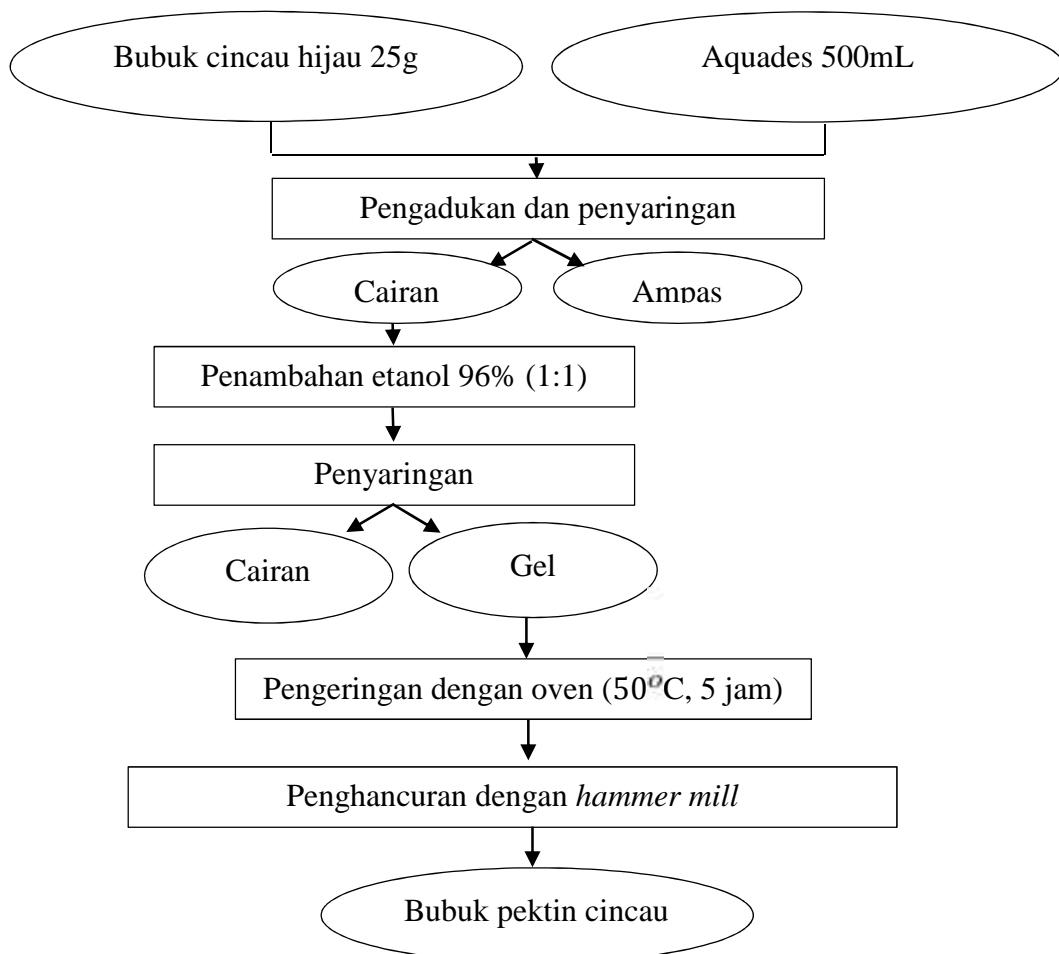 Bubuk cincau hijau 25g
Aquades 500mL
Pengadukan dan penyaringan
Cairan
Ampas
Penambahan etanol 96% (1:1)
Penyaringan
Cairan
Gel
Pengeringan dengan oven (50°C, 5 jam)
Penghancuran dengan hammer mill
Bubuk pektin cincau